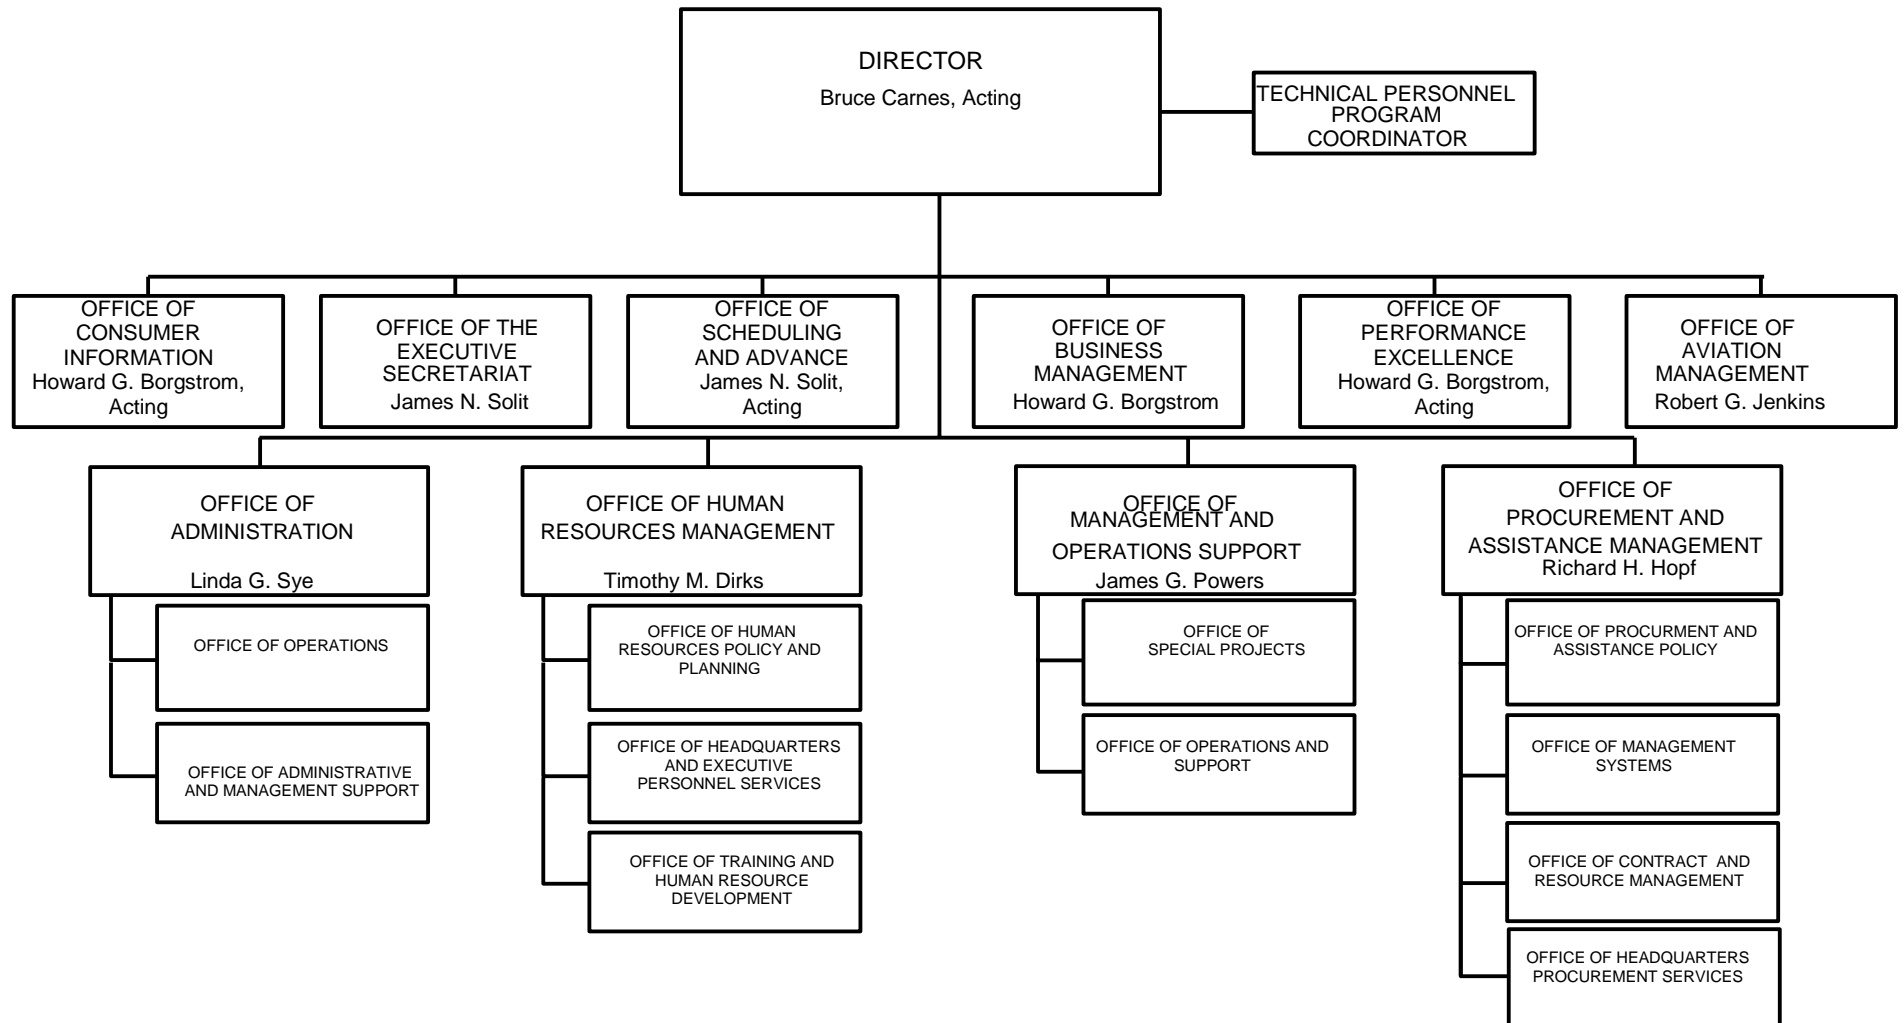 DIRECTOR
Bruce Carnes, Acting
TECHNICAL PERSONNEL
PROGRAM
COORDINATOR
OFFICE OF
CONSUMER
INFORMATION
Howard G. Borgstrom,
Acting
OFFICE OF THE
EXECUTIVE
SECRETARIAT
James N. Solit
OFFICE OF
SCHEDULING
AND ADVANCE
James N. Solit,
Acting
OFFICE OF
BUSINESS
MANAGEMENT
Howard G. Borgstrom
OFFICE OF
PERFORMANCE
EXCELLENCE
Howard G. Borgstrom,
Acting
OFFICE OF
AVIATION
MANAGEMENT
Robert G. Jenkins
OFFICE OF
ADMINISTRATION
Linda G. Sye
OFFICE OF OPERATIONS
OFFICE OF ADMINISTRATIVE
AND MANAGEMENT SUPPORT
OFFICE OF HUMAN
RESOURCES MANAGEMENT
Timothy M. Dirks
OFFICE OF HUMAN
RESOURCES POLICY AND
PLANNING
OFFICE OF HEADQUARTERS
AND EXECUTIVE
PERSONNEL SERVICES
OFFICE OF TRAINING AND
HUMAN RESOURCE
DEVELOPMENT
OFFICE OF
MANAGEMENT AND
OPERATIONS SUPPORT
James G. Powers
OFFICE OF
SPECIAL PROJECTS
OFFICE OF OPERATIONS AND
SUPPORT
OFFICE OF
PROCUREMENT AND
ASSISTANCE MANAGEMENT
Richard H. Hopf
OFFICE OF PROCURMENT AND
ASSISTANCE POLICY
OFFICE OF MANAGEMENT
SYSTEMS
OFFICE OF CONTRACT AND
RESOURCE MANAGEMENT
OFFICE OF HEADQUARTERS
PROCUREMENT SERVICES